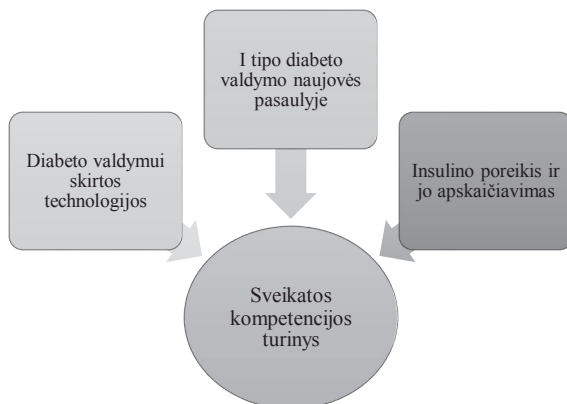 I tipo diabeto
valdymo naujovės
pasaulyje
Diabeto valdymui
skirtos
technologijos
Insulino poreikis ir
jo apskaičiavimas
Sveikatos
kompetencijos
turinys